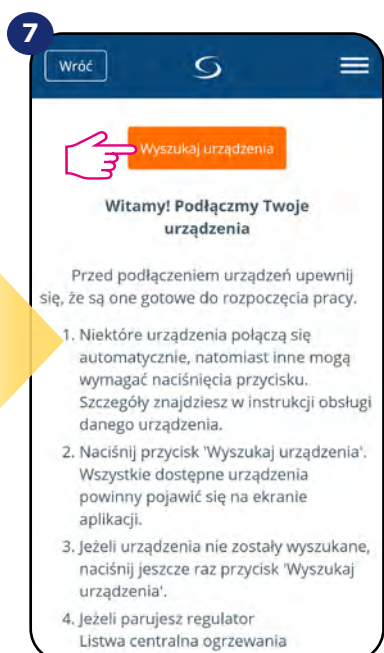 7
Wróć
Wyszukaj urządzenia
Witamy! Podłączmy Twoje
urządzenia
Przed podłączeniem urządzeń upewnij
się, że są one gotowe do rozpoczęcia pracy.
1. Niektóre urządzenia połączą się
automatycznie, natomiast inne mogą
wymagać naciśnięcia przycisku.
Szczegóły znajdziesz w instrukcji obsługi
danego urządzenia.
2. Naciśnij przycisk 'Wyszukaj urządzenia'.
Wszystkie dostępne urządzenia
powinny pojawić się na ekranie
aplikacji.
3. Jeżeli urządzenia nie zostały wyszukane,
naciśnij jeszcze raz przycisk 'Wyszukaj
urządzenia'.
4. Jeżeli parujesz regulator
Listwa centralna ogrzewania